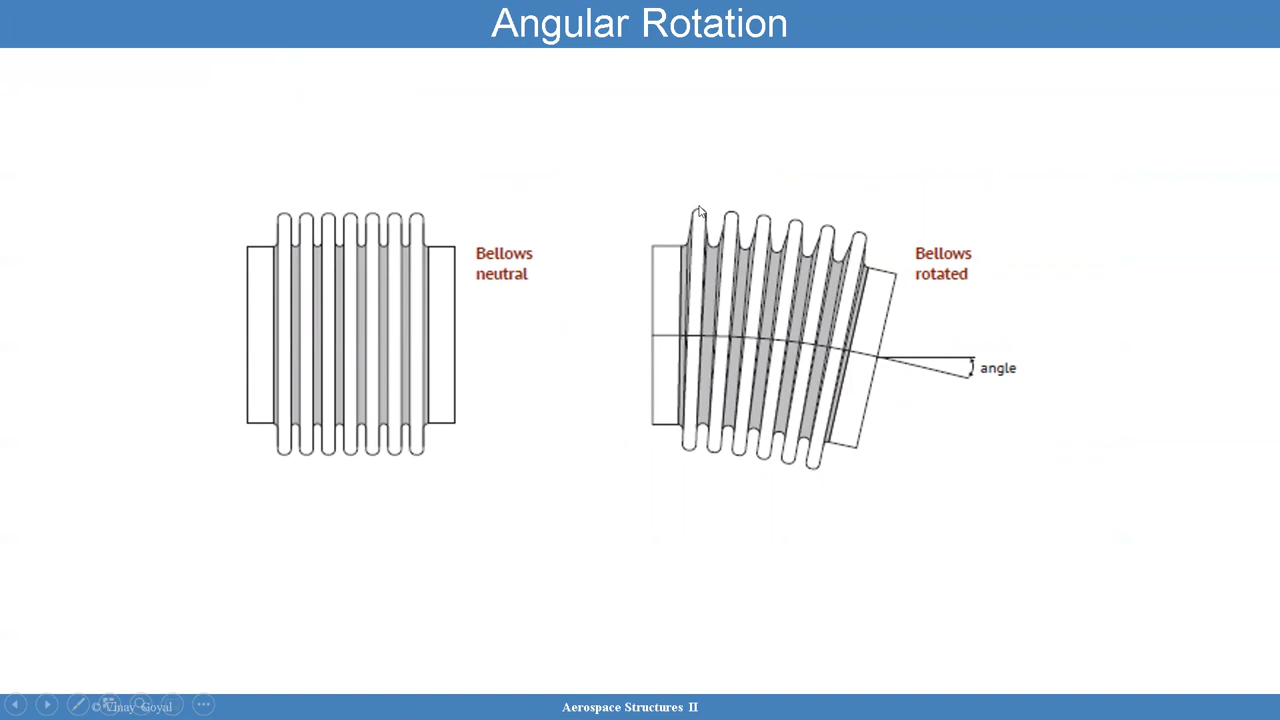 Angular Rotation
Bellows
neutral
Bellows
rotated
angle
© Vinay Goyal
Aerospace Structures II